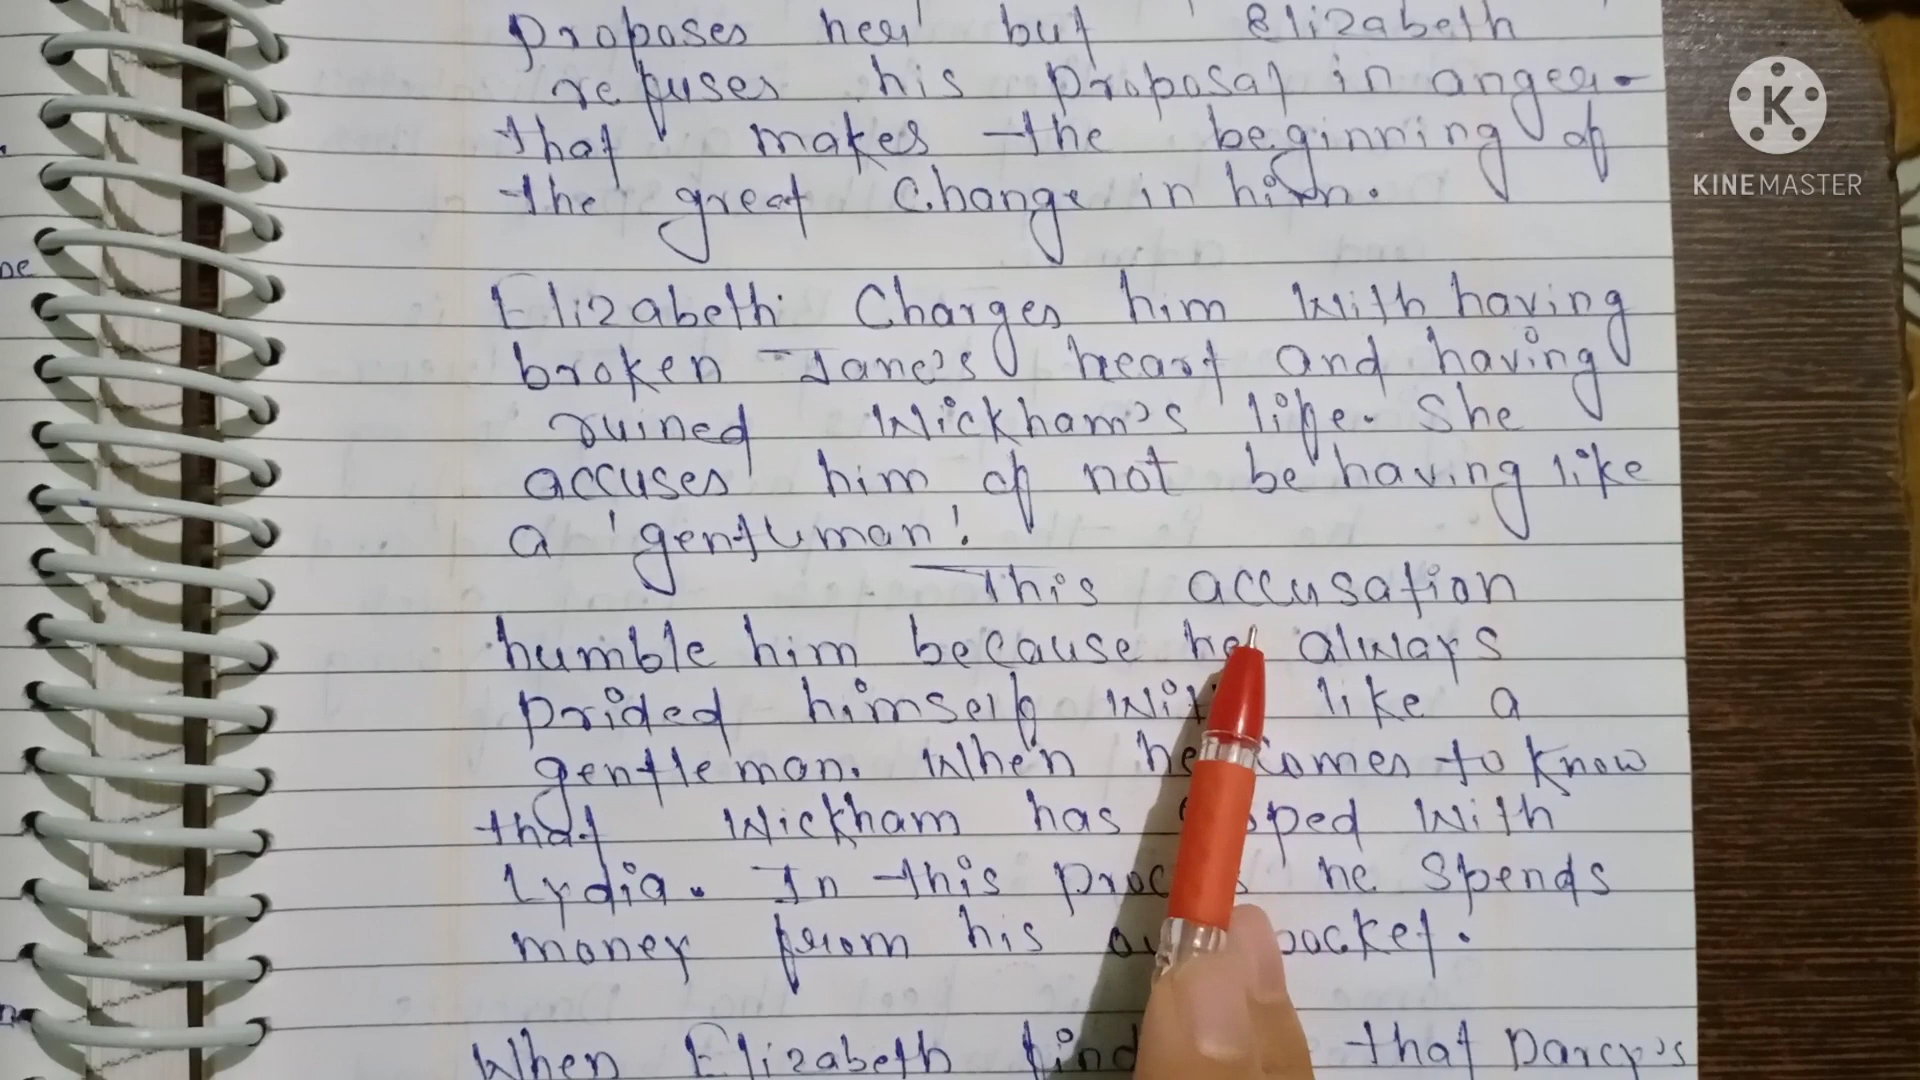 proposes her but Elizabeth
refuses his proposal in anger.
that makes the beginning of
the great change in him.
Elizabeth Charges him with having
broken Jane's heart and having
ruined Wickham's life. She
accuses him of not behaving like
a 'gentleman'.
This accusation
humble him because he always
prided himself with like a
gentleman. When he comes to know
that Wickham has with
Lydia. In this he spends
money from his pocket.
When Elizabeth that Darcy's
K
KINEMASTER